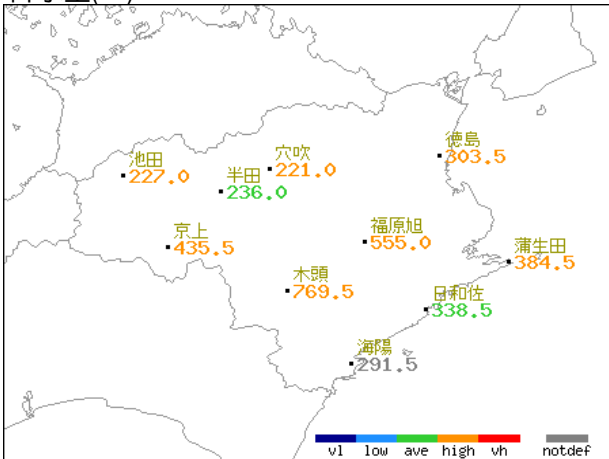 徳島
303.5
池田
227.0
穴吹
221.0
半田
236.0
京上
435.5
福原旭
555.0
蒲生田
384.5
木頭
769.5
日和佐
338.5
海陽
291.5
vl low ave high vh notdef